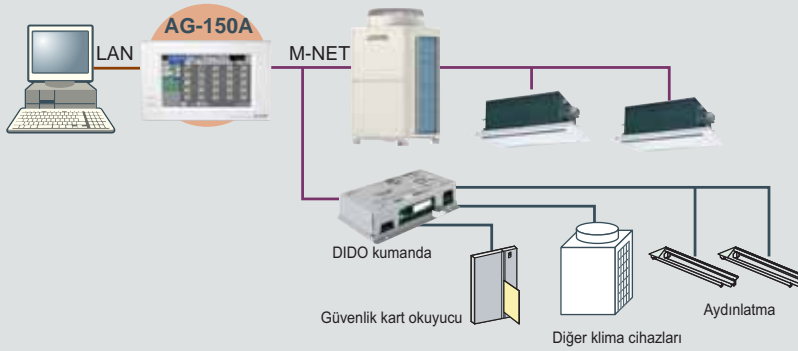 AG-150A
LAN
M-NET
DIDO kumanda
Güvenlik kart okuyucu
Diğer klima cihazları
Aydınlatma